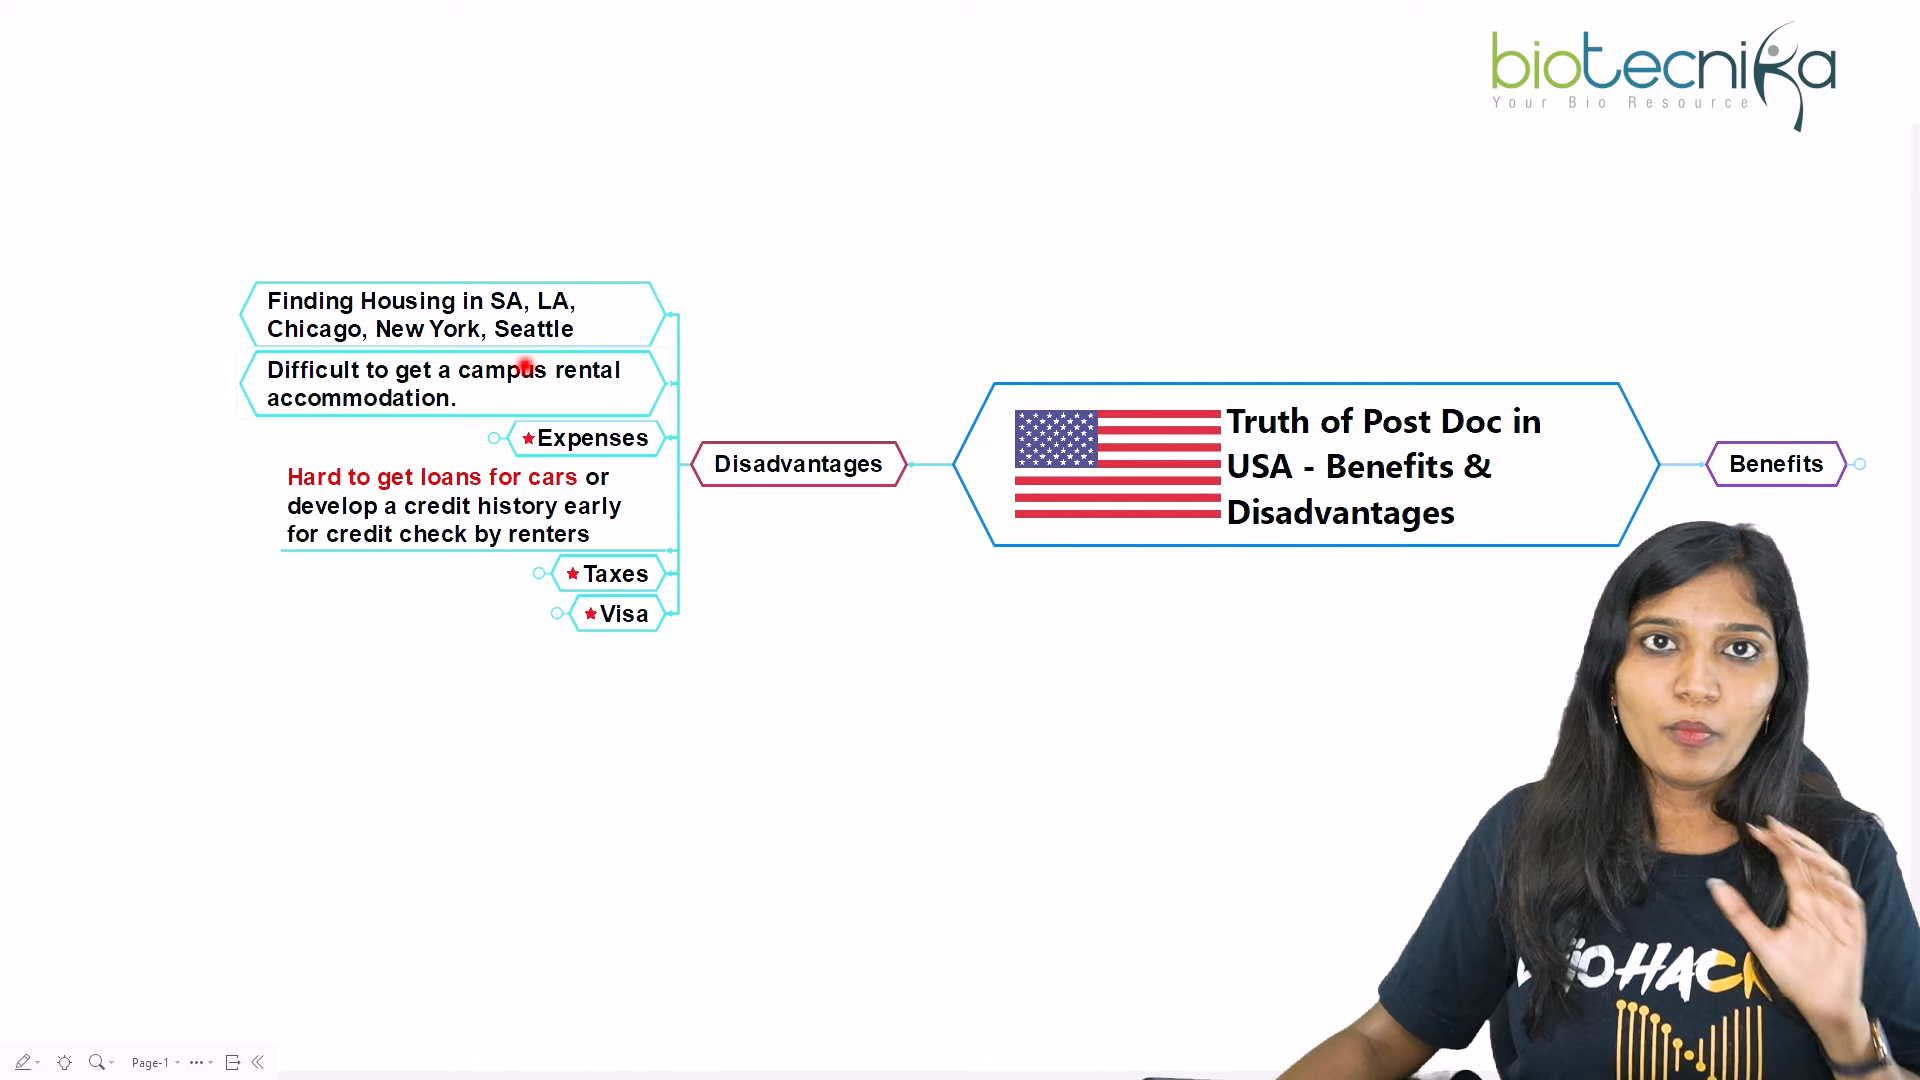 biotecnika
Your Bio Resource
Finding Housing in SA, LA,
Chicago, New York, Seattle
Difficult to get a campus rental
accommodation.
Expenses
Hard to get loans for cars or
develop a credit history early
for credit check by renters
Taxes
Visa
Disadvantages
Truth of Post Doc in
USA - Benefits &
Disadvantages
Benefits
BIOHACK
Page-1